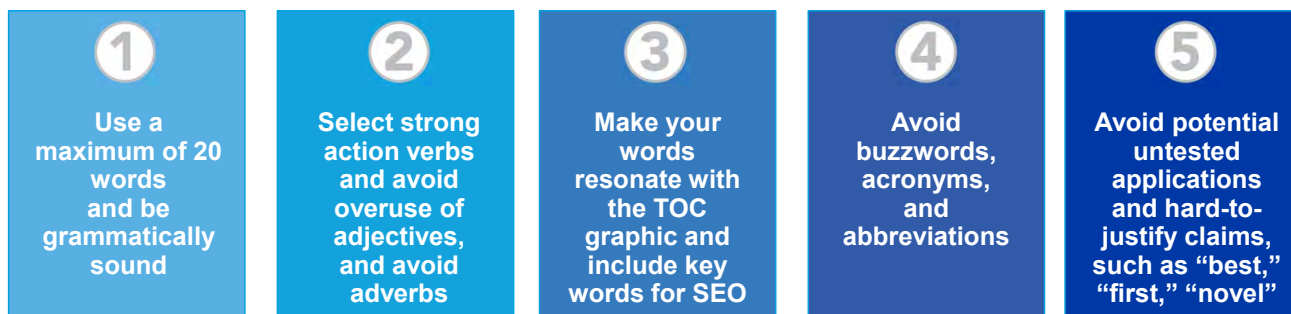 1
Use a
maximum of 20
words
and be
grammatically
sound
2
Select strong
action verbs
and avoid
overuse of
adjectives,
and avoid
adverbs
3
Make your
words
resonate with
the TOC
graphic and
include key
words for SEO
4
Avoid
buzzwords,
acronyms,
and
abbreviations
5
Avoid potential
untested
applications
and hard-to-
justify claims,
such as “best,”
“first,” “novel”